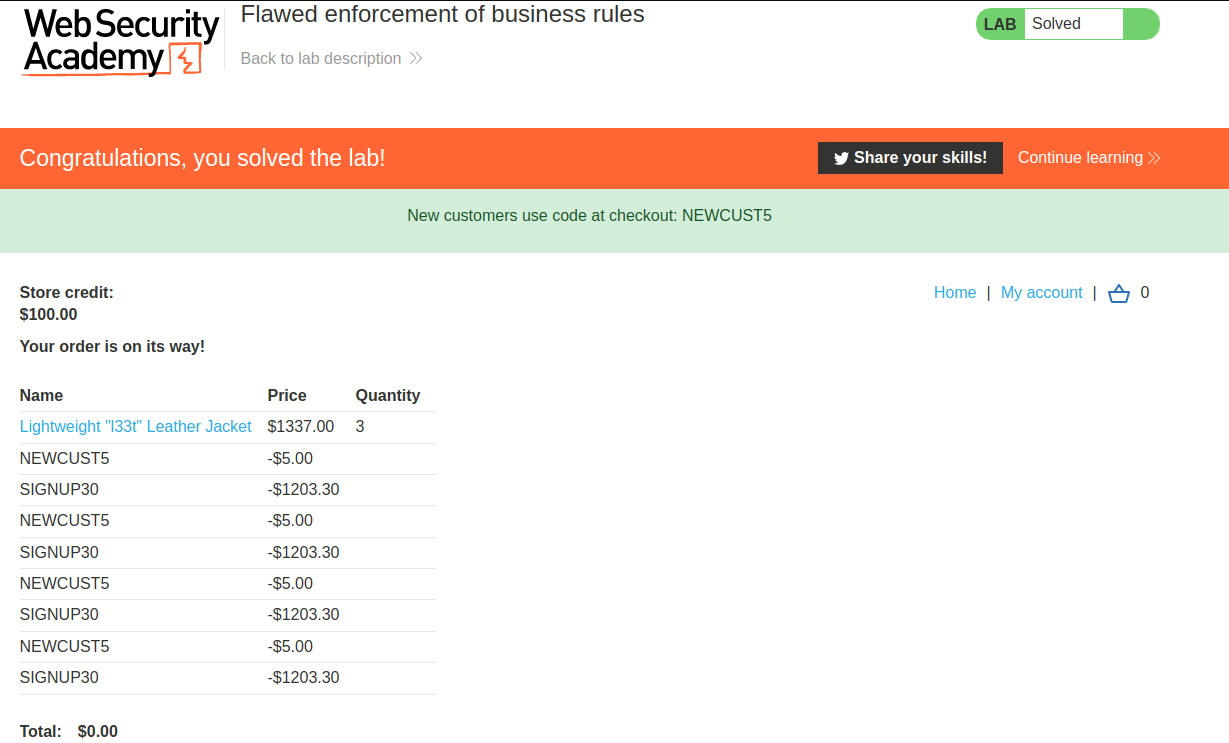 Web Security
Academy
Flawed enforcement of business rules
Back to lab description
LAB Solved
Congratulations, you solved the lab!
Share your skills!
Continue learning
New customers use code at checkout: NEWCUST5
Store credit:
$100.00
Home | My account | 0
Your order is on its way!
Name Price Quantity
Lightweight "l33t" Leather Jacket $1337.00 3
NEWCUST5 -$5.00
SIGNUP30 -$1203.30
NEWCUST5 -$5.00
SIGNUP30 -$1203.30
NEWCUST5 -$5.00
SIGNUP30 -$1203.30
NEWCUST5 -$5.00
SIGNUP30 -$1203.30
Total: $0.00